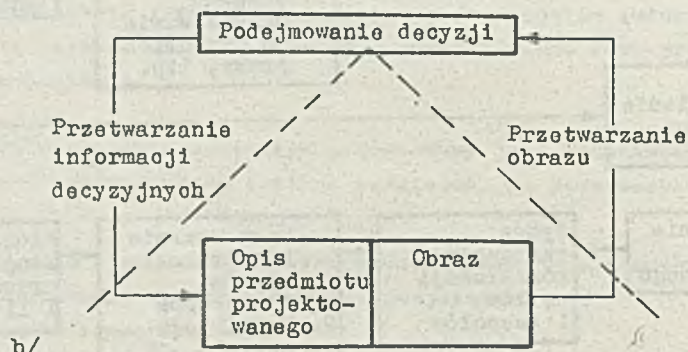 Podejmowanie decyzji
Przetwarzanie
informacji
decyzyjnych
Przetwarzanie
obrazu
Opis
przedmiotu
projekto-
wanego
Obraz
b/